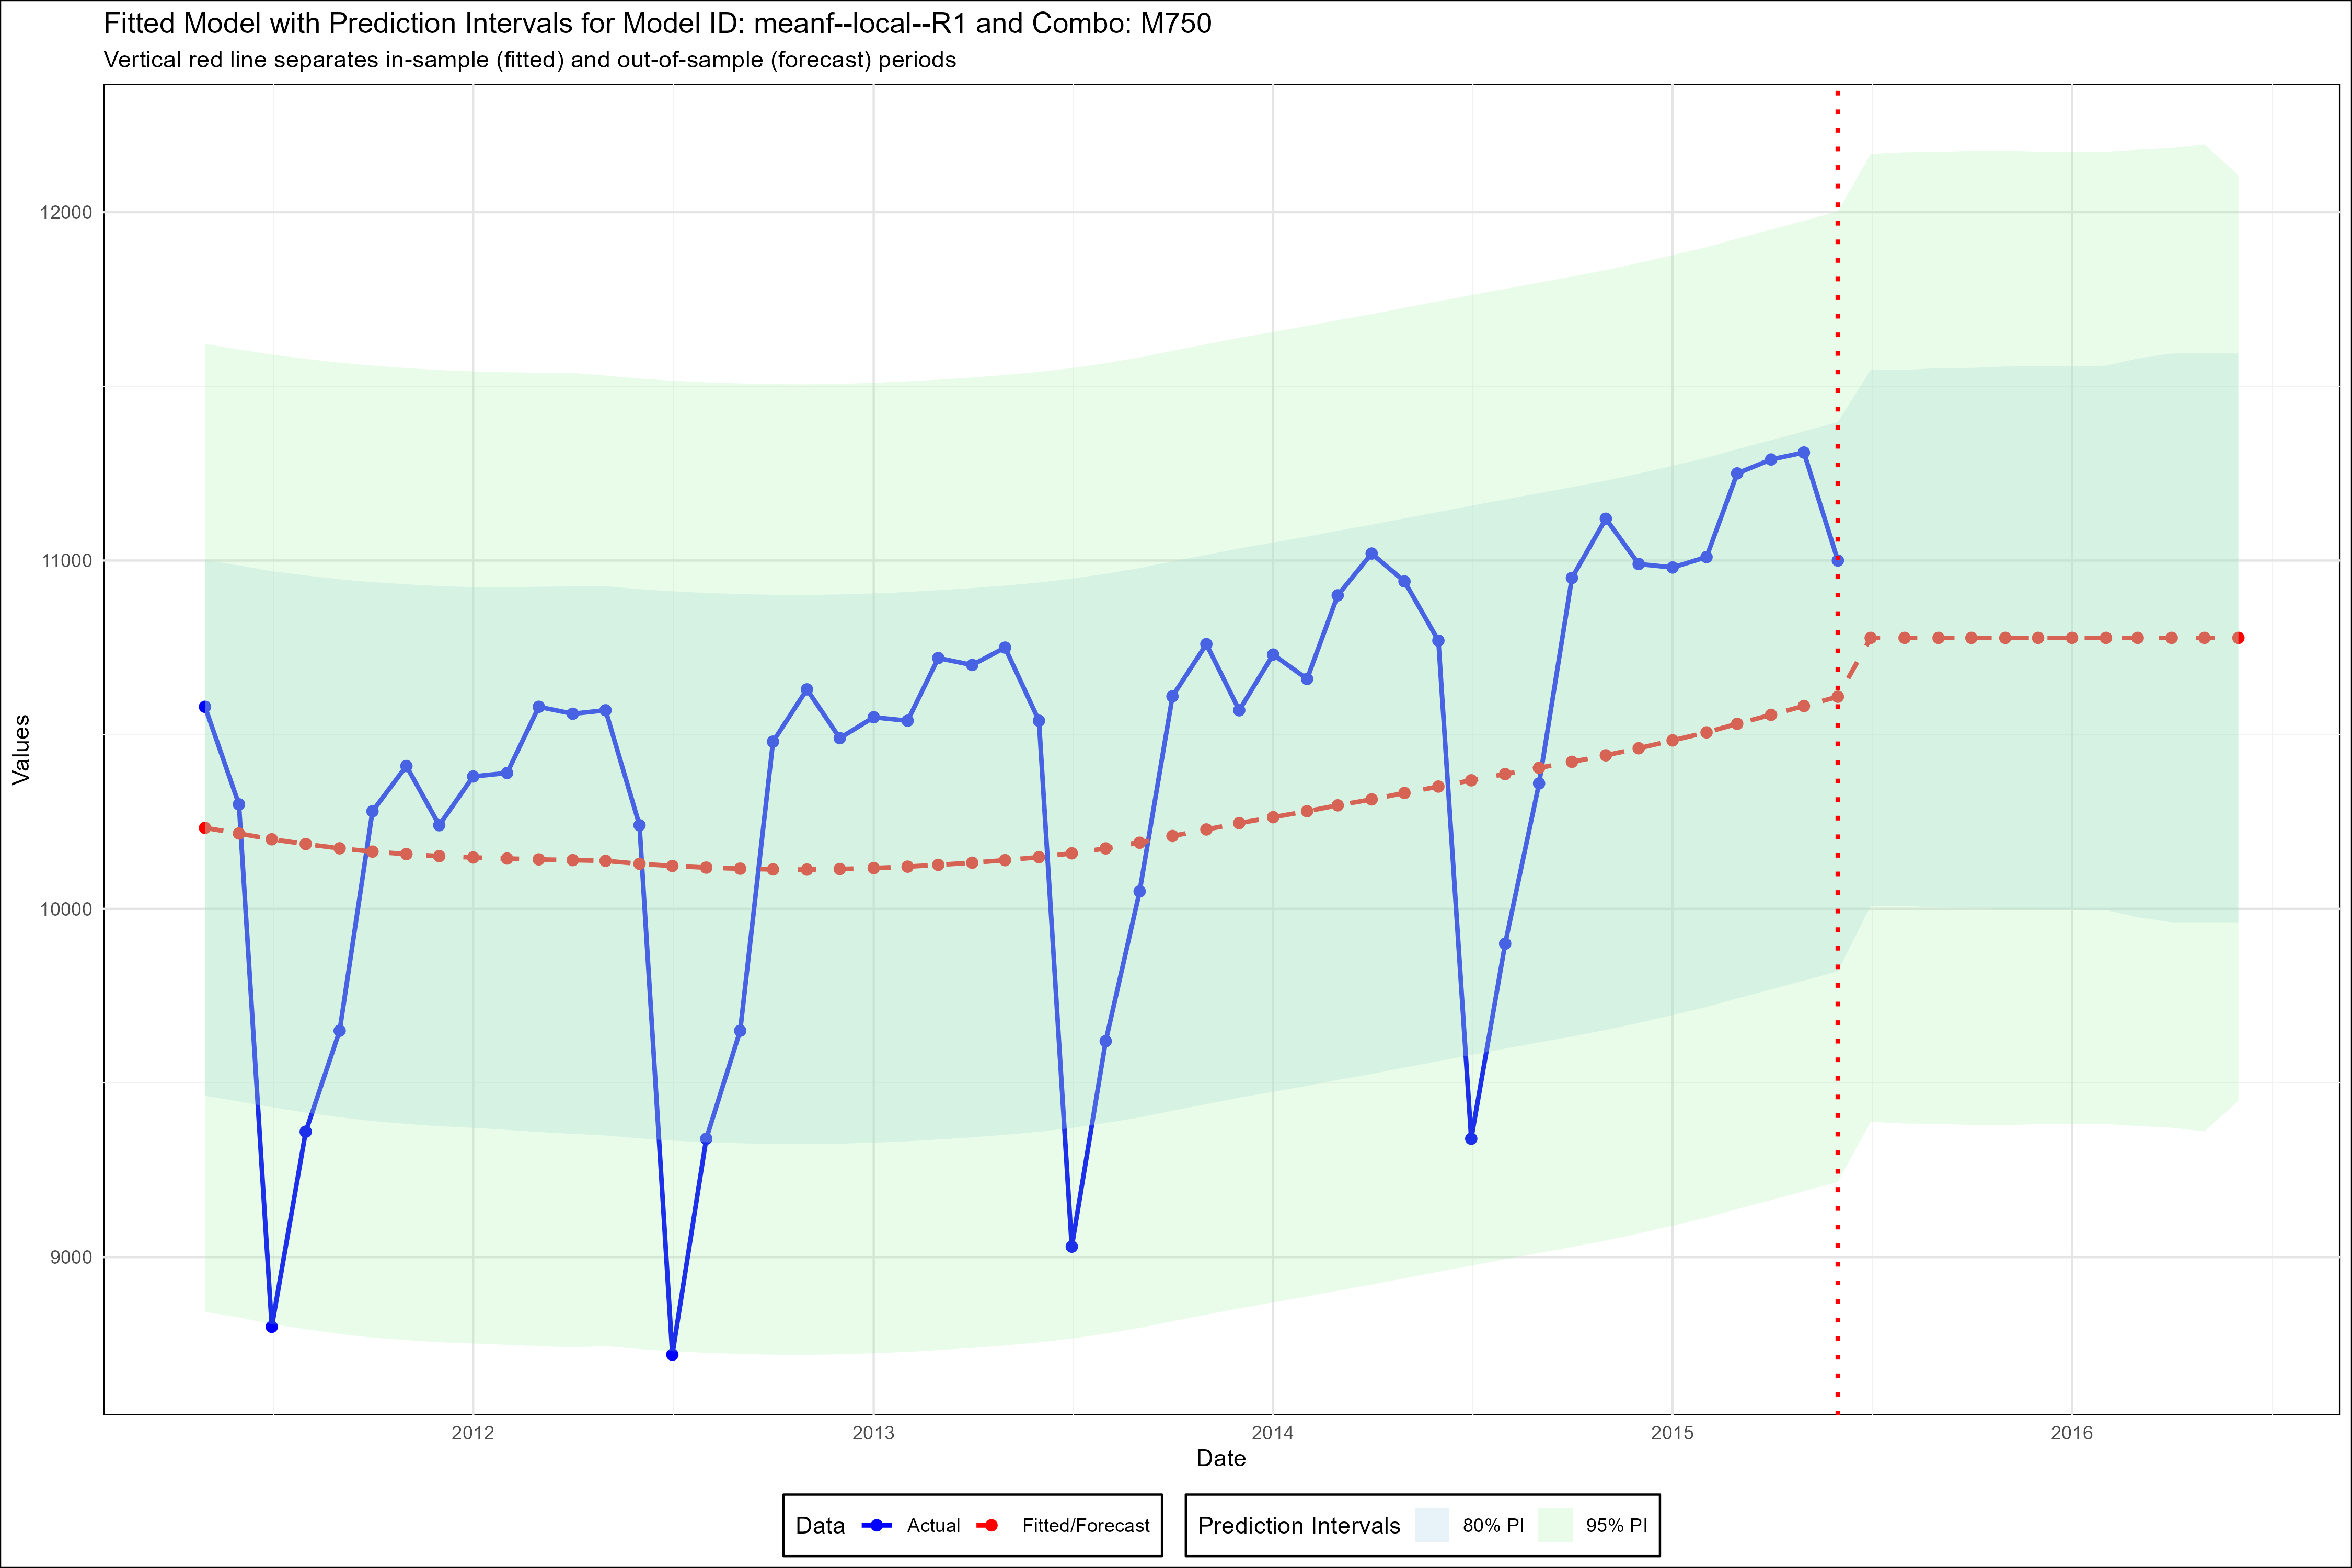 Fitted Model with Prediction Intervals for Model ID: meanf--local--R1 and Combo: M750
Vertical red line separates in-sample (fitted) and out-of-sample (forecast) periods
12000
11000
10000
9000
Values
2012 2013 2014 2015 2016
Date
Data Actual Fitted/Forecast Prediction Intervals 80% PI 95% PI